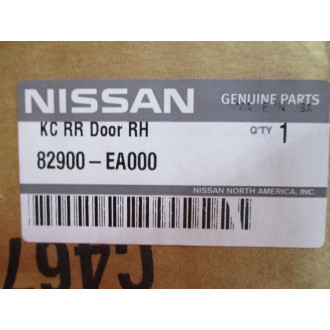 NISSAN GENUINE PARTS
KC RR Door RH Q'TY 1
82900-EA000
NISSAN NORTH AMERICA, INC.